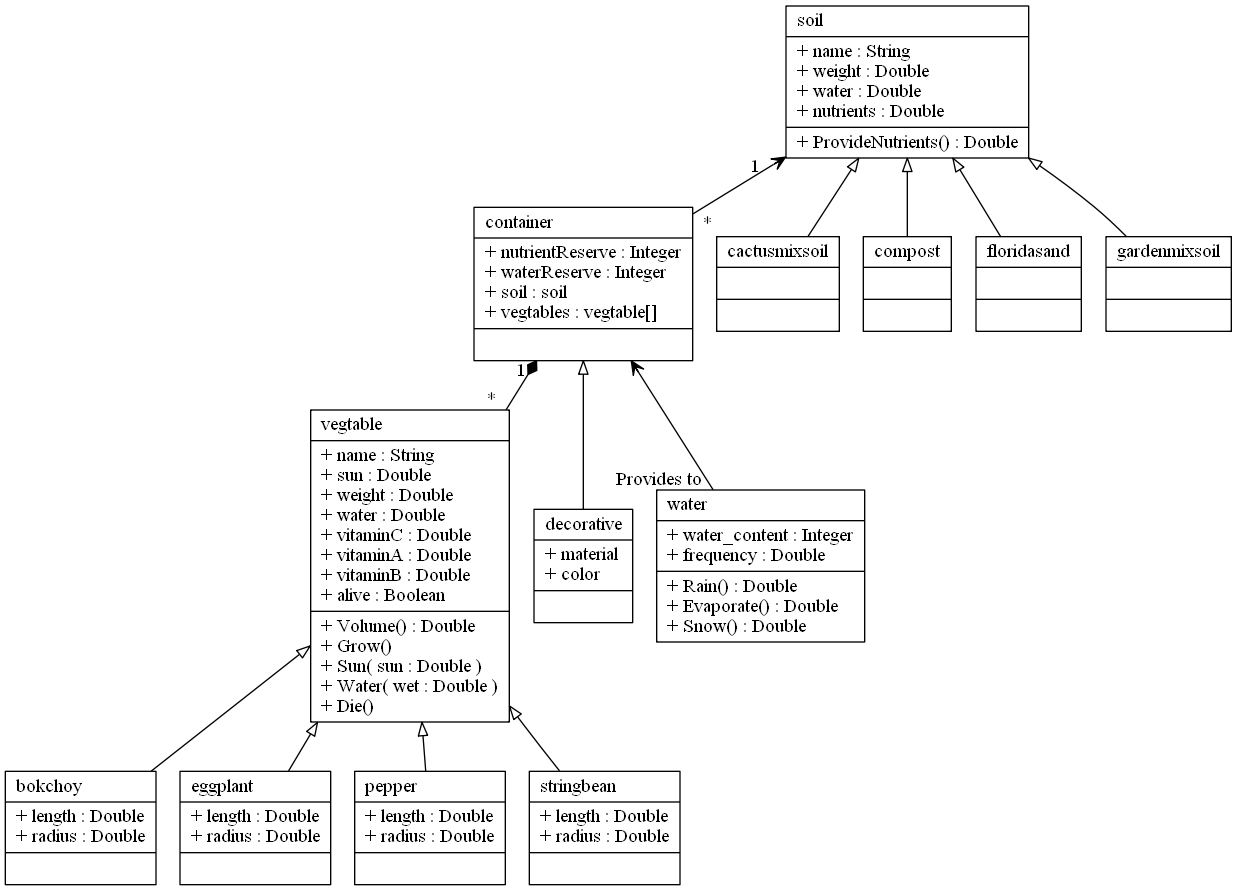 soil
+ name : String
+ weight : Double
+ water : Double
+ nutrients : Double
+ ProvideNutrients() : Double
1
*
container
+ nutrientReserve : Integer
+ waterReserve : Integer
+ soil : soil
+ vegtables : vegtable[]
cactusmixsoil
compost
floridasand
gardenmixsoil
1
*
vegtable
+ name : String
+ sun : Double
+ weight : Double
+ water : Double
+ vitaminC : Double
+ vitaminA : Double
+ vitaminB : Double
+ alive : Boolean
+ Volume() : Double
+ Grow()
+ Sun( sun : Double )
+ Water( wet : Double )
+ Die()
decorative
+ material
+ color
Provides to
water
+ water_content : Integer
+ frequency : Double
+ Rain() : Double
+ Evaporate() : Double
+ Snow() : Double
bokchoy
+ length : Double
+ radius : Double
eggplant
+ length : Double
+ radius : Double
pepper
+ length : Double
+ radius : Double
stringbean
+ length : Double
+ radius : Double